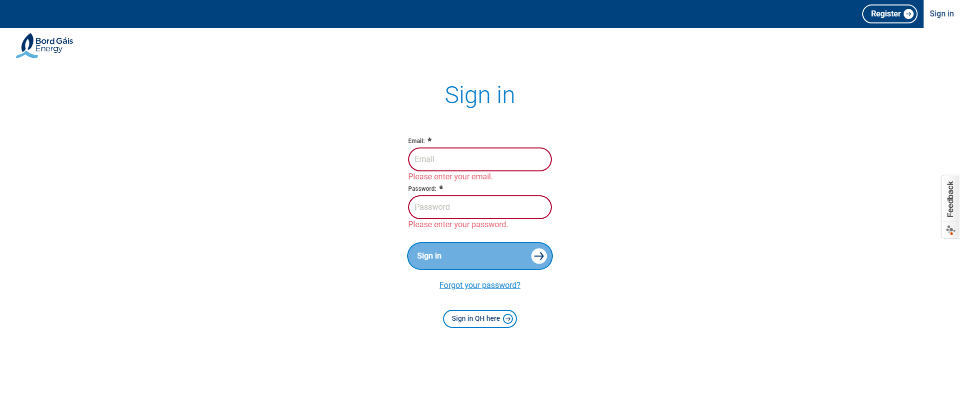 Register
Sign in
Bord Gáis
Energy
Sign in
Email: *
Email
Please enter your email.
Password: *
Password
Please enter your password.
Sign in
Forgot your password?
Sign in QH here
Feedback